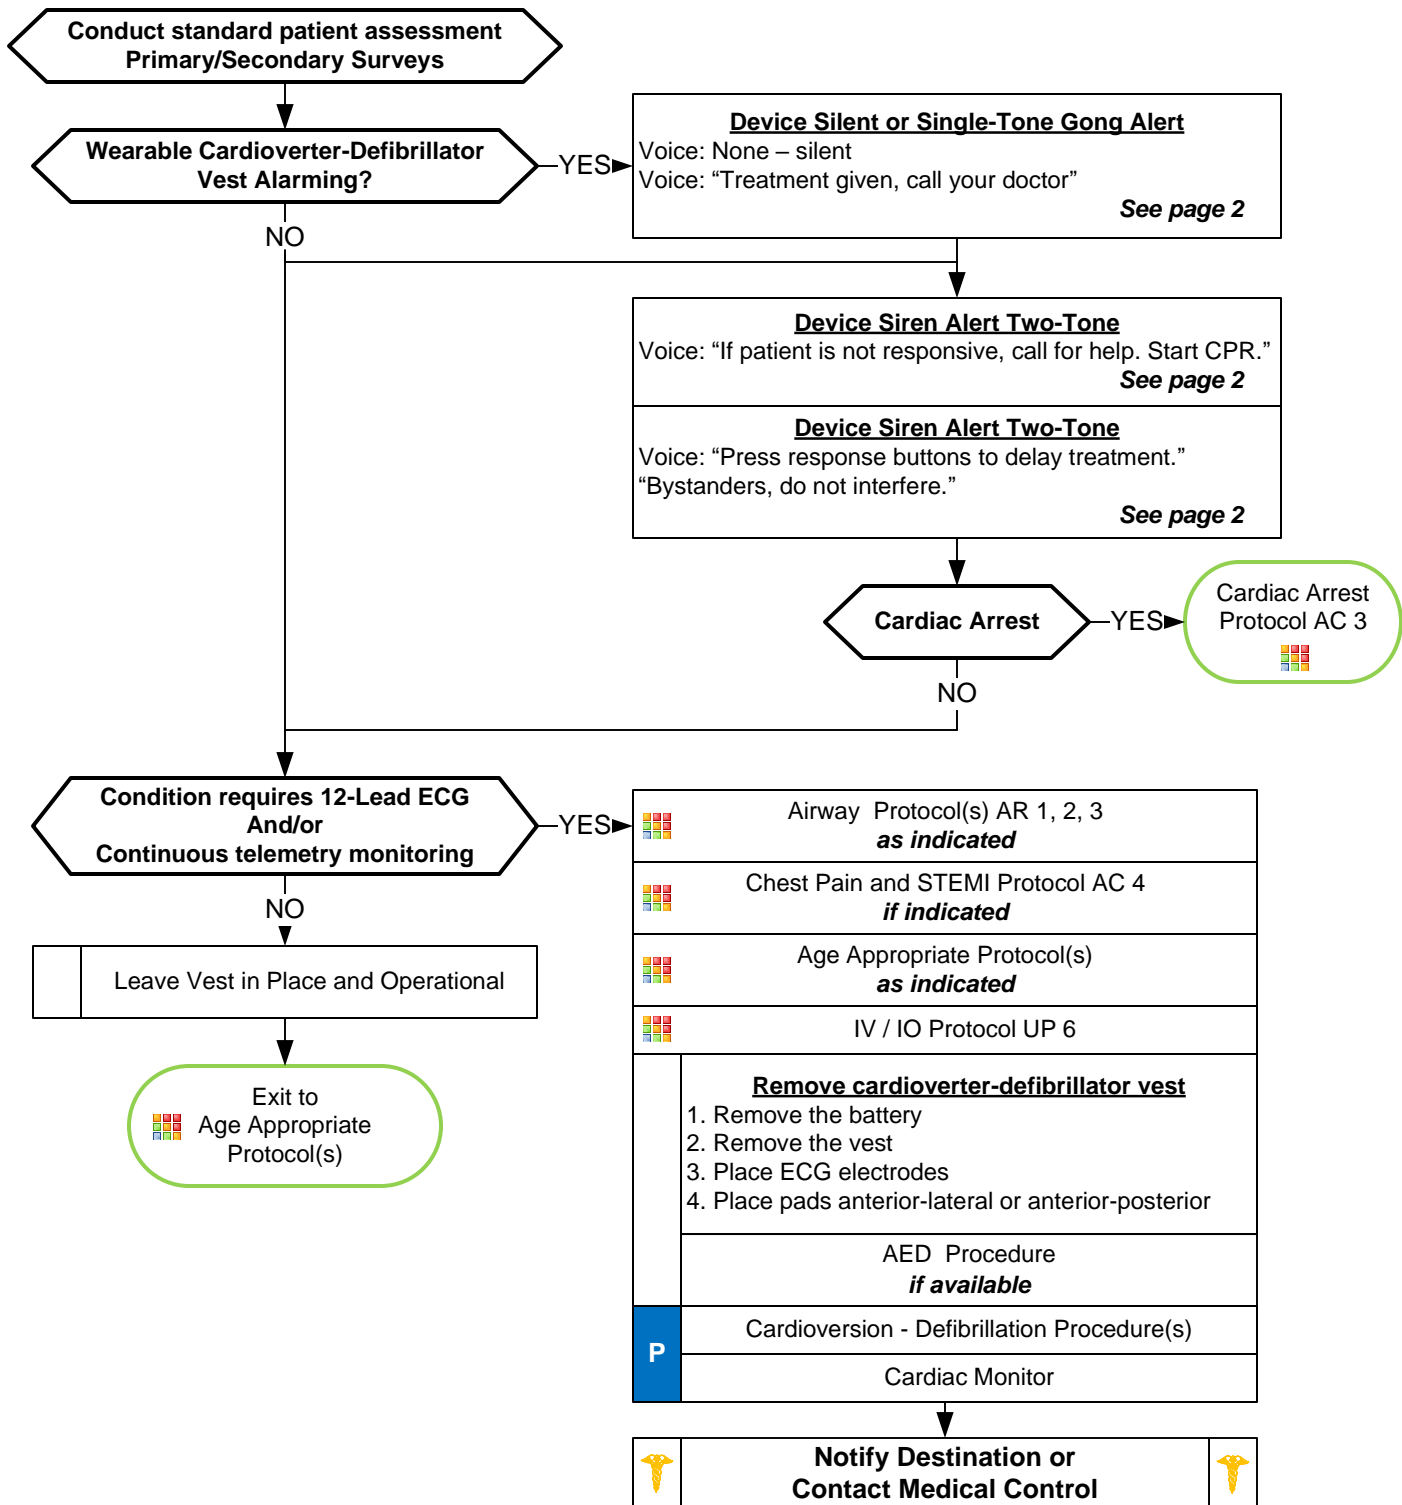 Conduct standard patient assessment
Primary/Secondary Surveys
Wearable Cardioverter-Defibrillator
Vest Alarming?
YES
NO
Device Silent or Single-Tone Gong Alert
Voice: None – silent
Voice: “Treatment given, call your doctor”
See page 2
Device Siren Alert Two-Tone
Voice: “If patient is not responsive, call for help. Start CPR.”
See page 2
Device Siren Alert Two-Tone
Voice: “Press response buttons to delay treatment.”
“Bystanders, do not interfere.”
See page 2
Cardiac Arrest
YES
Cardiac Arrest
Protocol AC 3
NO
Condition requires 12-Lead ECG
And/or
Continuous telemetry monitoring
YES
NO
Leave Vest in Place and Operational
Exit to
Age Appropriate
Protocol(s)
Airway  Protocol(s) AR 1, 2, 3
as indicated
Chest Pain and STEMI Protocol AC 4
if indicated
Age Appropriate Protocol(s)
as indicated
IV / IO Protocol UP 6
Remove cardioverter-defibrillator vest
1. Remove the battery
2. Remove the vest
3. Place ECG electrodes
4. Place pads anterior-lateral or anterior-posterior
AED  Procedure
if available
P
Cardioversion - Defibrillation Procedure(s)
Cardiac Monitor
Notify Destination or
Contact Medical Control